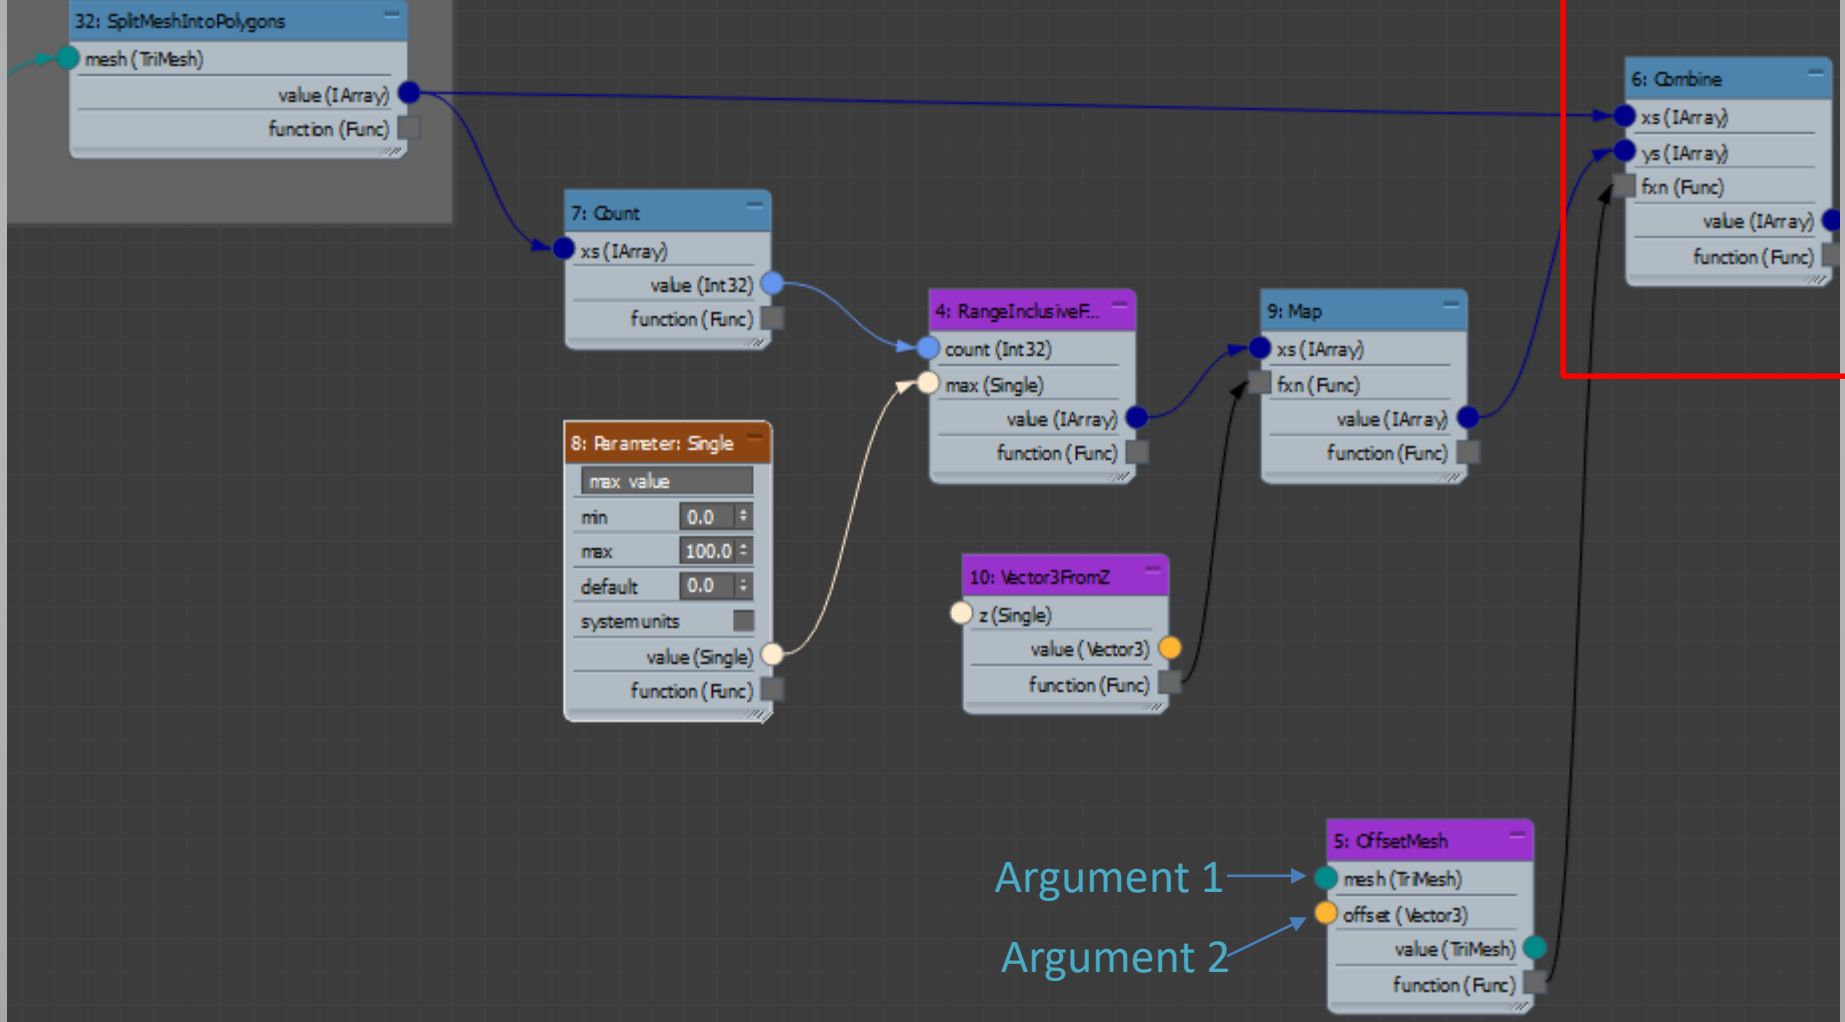 32: SplitMeshIntoPolygons
mesh (TriMesh)
value (IArray)
function (Func)
6: Combine
xs (IArray)
ys (IArray)
fxn (Func)
value (IArray)
function (Func)
7: Count
xs (IArray)
value (Int32)
function (Func)
4: RangeInclusiveF...
count (Int32)
max (Single)
value (IArray)
function (Func)
9: Map
xs (IArray)
fxn (Func)
value (IArray)
function (Func)
8: Parameter: Single
max value
min 0.0
max 100.0
default 0.0
system units
value (Single)
function (Func)
10: Vector3FromZ
z (Single)
value (Vector3)
function (Func)
5: OffsetMesh
Argument 1
mesh (TriMesh)
offset (Vector3)
Argument 2
value (TriMesh)
function (Func)